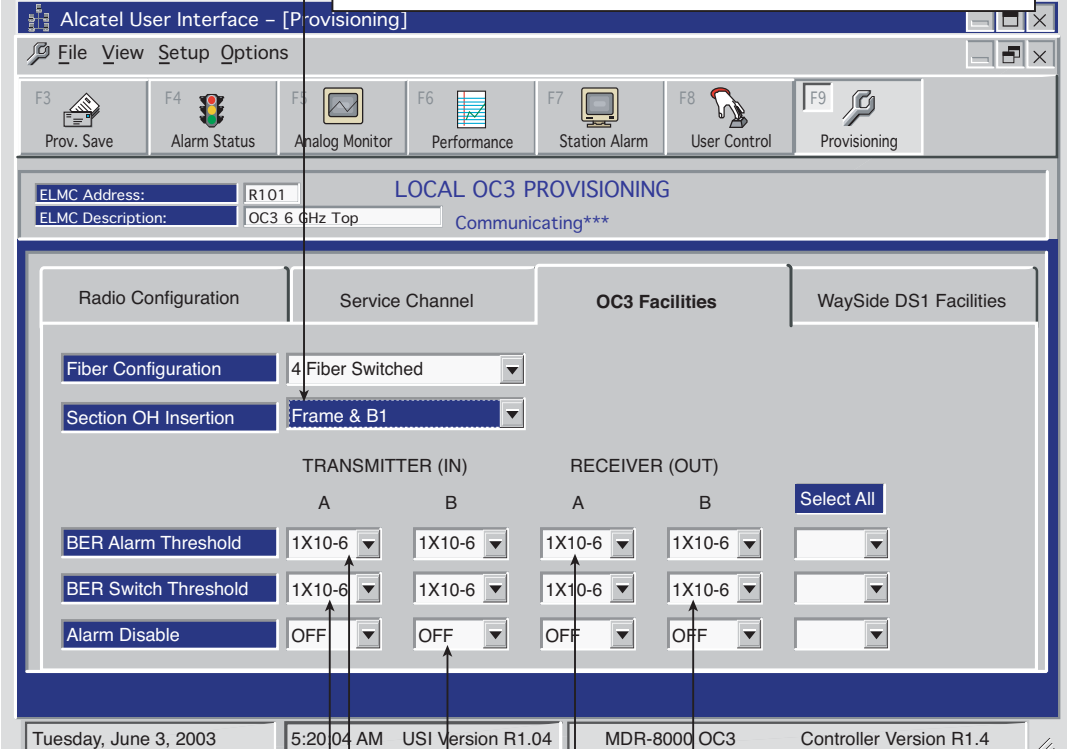 Alcatel User Interface – [Provisioning]
File View Setup Options
F3 F4 F5 F6 F7 F8 F9
Prov. Save Alarm Status Analog Monitor Performance Station Alarm User Control Provisioning
ELMC Address: R101 LOCAL OC3 PROVISIONING
ELMC Description: OC3 6 GHz Top Communicating***
Radio Configuration Service Channel OC3 Facilities WaySide DS1 Facilities
Fiber Configuration 4 Fiber Switched
Section OH Insertion Frame & B1
TRANSMITTER (IN) RECEIVER (OUT)
A B A B Select All
BER Alarm Threshold 1X10-6 1X10-6 1X10-6 1X10-6
BER Switch Threshold 1X10-6 1X10-6 1X10-6 1X10-6
Alarm Disable OFF OFF OFF OFF
Tuesday, June 3, 2003 5:20:04 AM USI Version R1.04 MDR-8000 OC3 Controller Version R1.4